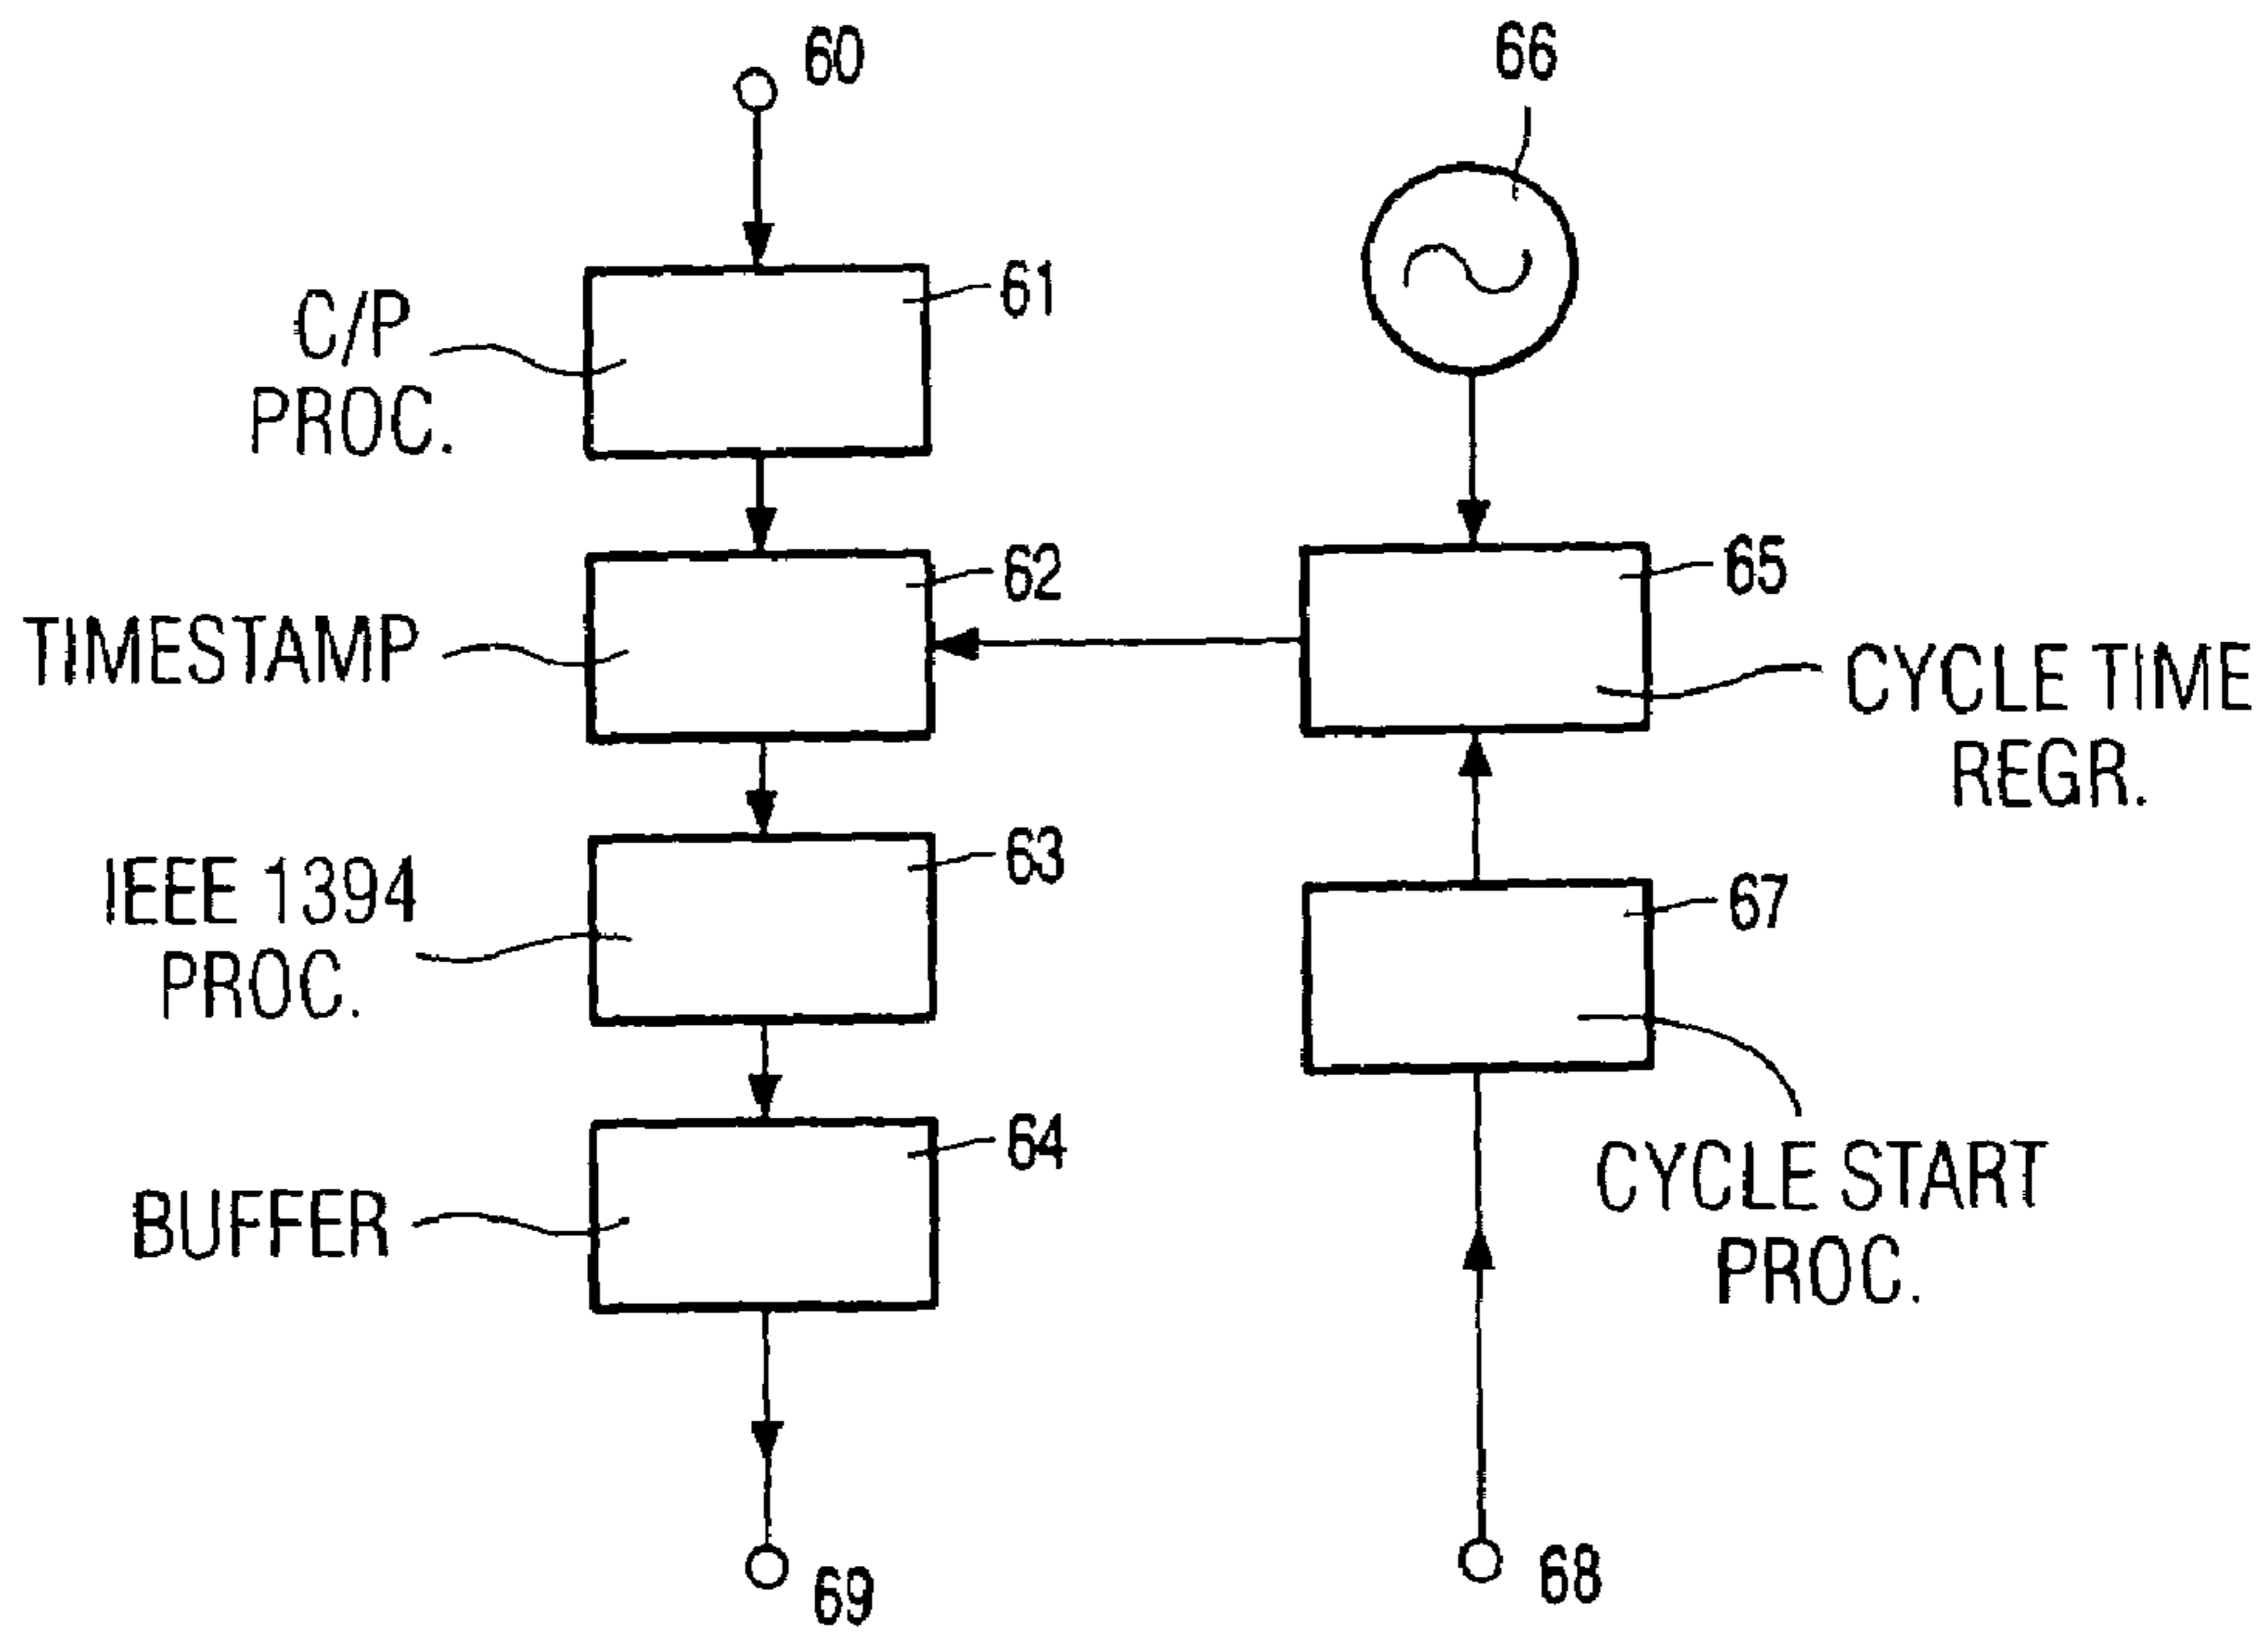 60
66
61
C/P
PROC.
62
65
TIMESTAMP
CYCLE TIME
REGR.
63
IEEE 1394
PROC.
67
64
BUFFER
CYCLE START
PROC.
69
68